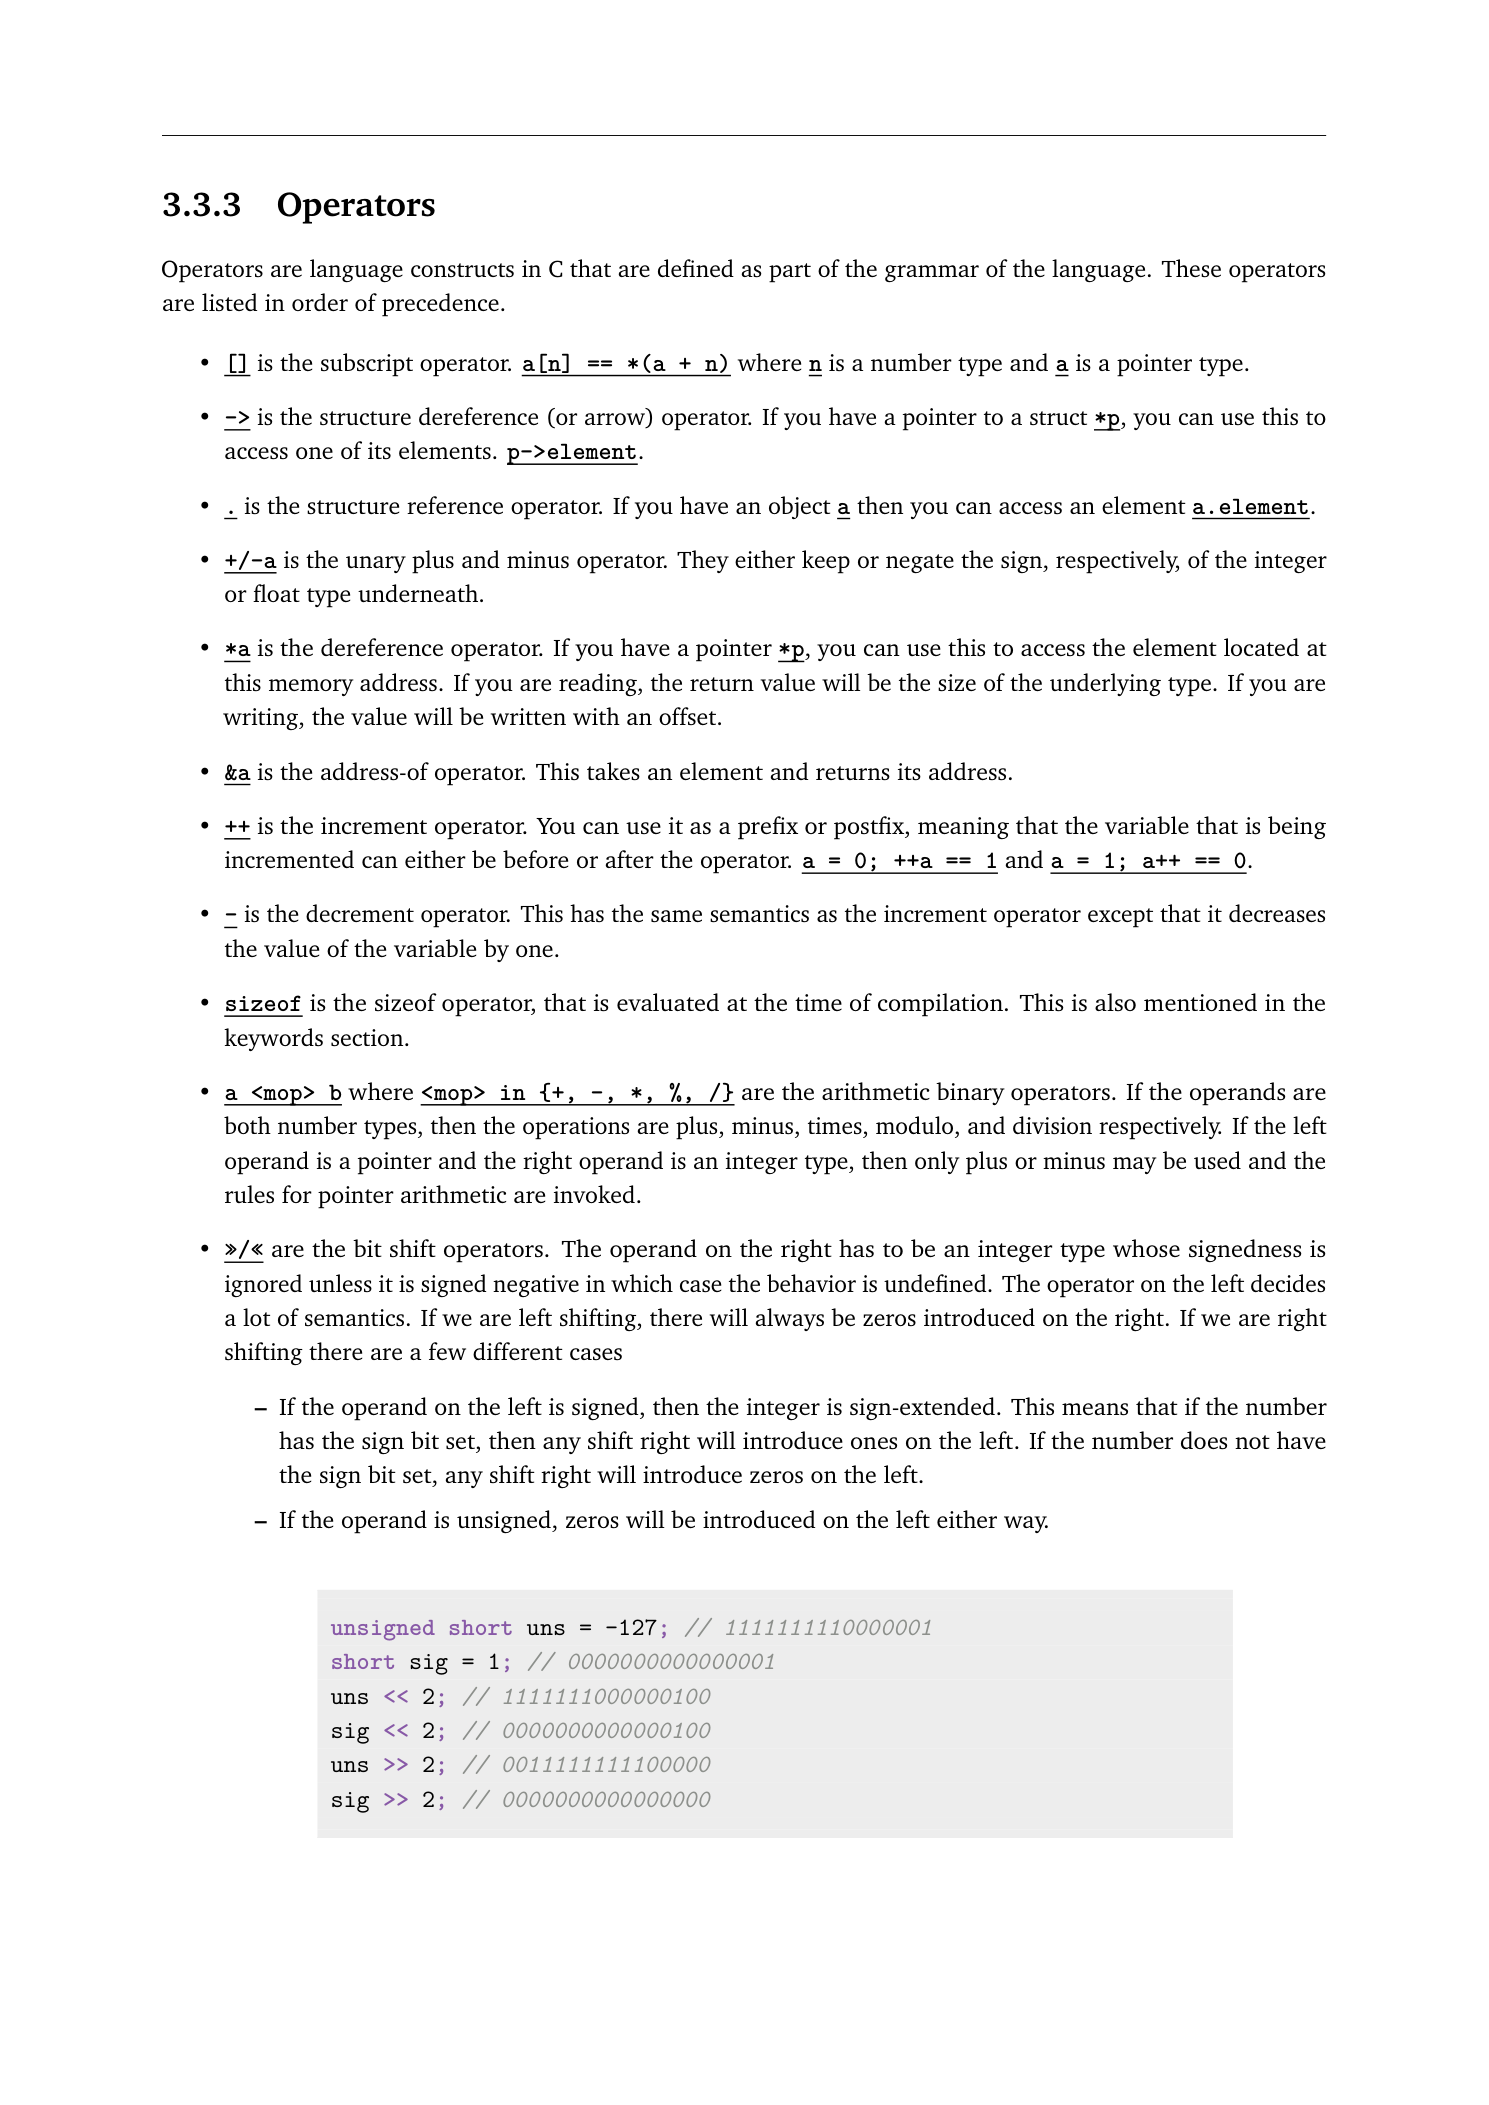 3.3.3 Operators
Operators are language constructs in C that are defined as part of the grammar of the language. These operators
are listed in order of precedence.
• [] is the subscript operator. a[n] == *(a + n) where n is a number type and a is a pointer type.
• -> is the structure dereference (or arrow) operator. If you have a pointer to a struct *p, you can use this to
access one of its elements. p->element.
• . is the structure reference operator. If you have an object a then you can access an element a.element.
• +/-a is the unary plus and minus operator. They either keep or negate the sign, respectively, of the integer
or float type underneath.
• *a is the dereference operator. If you have a pointer *p, you can use this to access the element located at
this memory address. If you are reading, the return value will be the size of the underlying type. If you are
writing, the value will be written with an offset.
• &a is the address-of operator. This takes an element and returns its address.
• ++ is the increment operator. You can use it as a prefix or postfix, meaning that the variable that is being
incremented can either be before or after the operator. a = 0; ++a == 1 and a = 1; a++ == 0.
• - is the decrement operator. This has the same semantics as the increment operator except that it decreases
the value of the variable by one.
• sizeof is the sizeof operator, that is evaluated at the time of compilation. This is also mentioned in the
keywords section.
• a <mop> b where <mop> in {+, -, *, %, /} are the arithmetic binary operators. If the operands are
both number types, then the operations are plus, minus, times, modulo, and division respectively. If the left
operand is a pointer and the right operand is an integer type, then only plus or minus may be used and the
rules for pointer arithmetic are invoked.
• »/« are the bit shift operators. The operand on the right has to be an integer type whose signedness is
ignored unless it is signed negative in which case the behavior is undefined. The operator on the left decides
a lot of semantics. If we are left shifting, there will always be zeros introduced on the right. If we are right
shifting there are a few different cases
– If the operand on the left is signed, then the integer is sign-extended. This means that if the number
has the sign bit set, then any shift right will introduce ones on the left. If the number does not have
the sign bit set, any shift right will introduce zeros on the left.
– If the operand is unsigned, zeros will be introduced on the left either way.
unsigned short uns = -127; // 1111111110000001
short sig = 1; // 0000000000000001
uns << 2; // 1111111000000100
sig << 2; // 0000000000000100
uns >> 2; // 0011111111100000
sig >> 2; // 0000000000000000